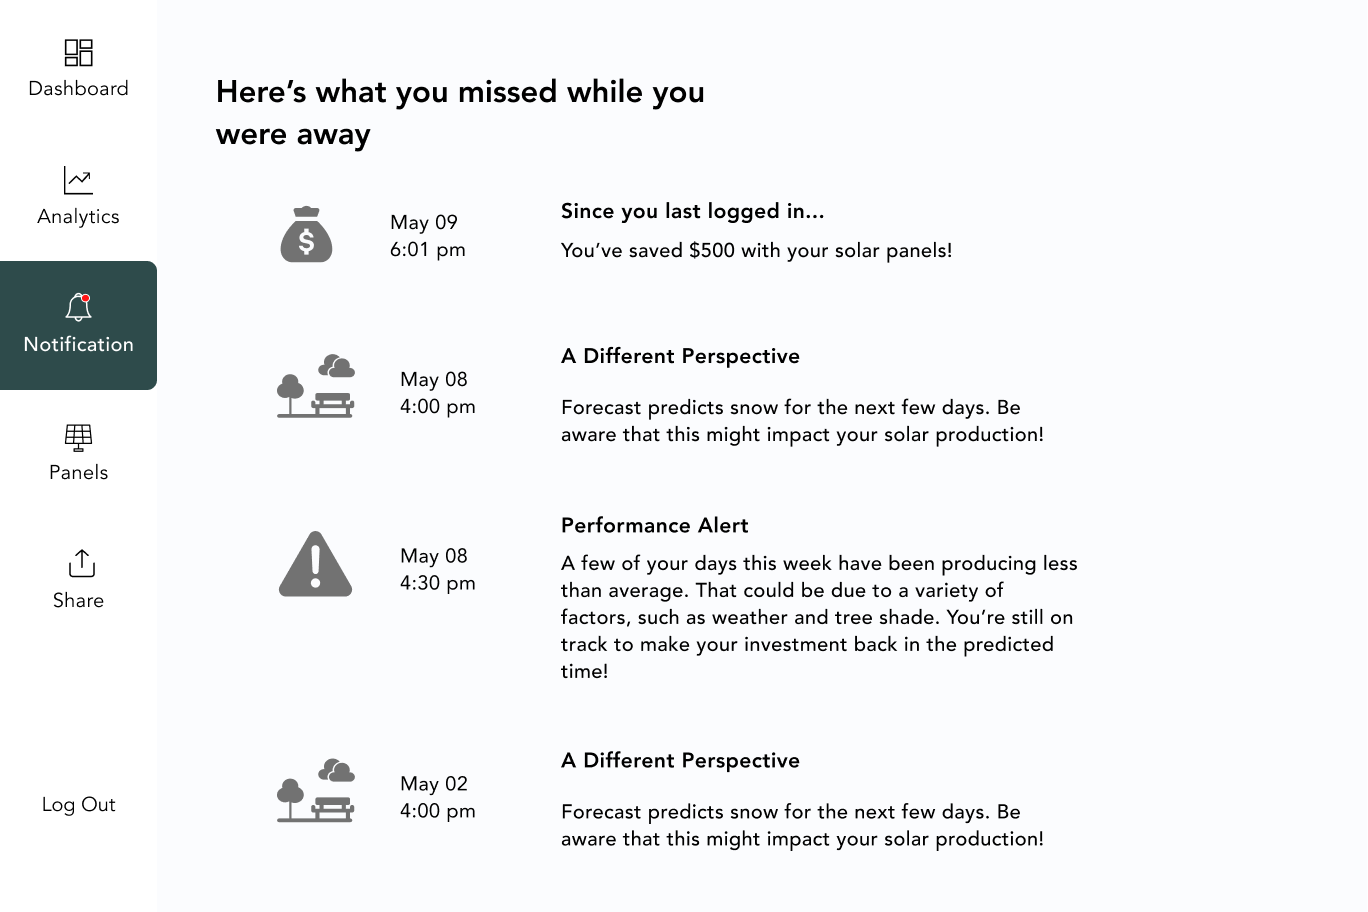 Dashboard
Analytics
Notification
Panels
Share
Log Out
Here’s what you missed while you
were away
$
May 09
6:01 pm
Since you last logged in...
You’ve saved $500 with your solar panels!
May 08
4:00 pm
A Different Perspective
Forecast predicts snow for the next few days. Be
aware that this might impact your solar production!
!
May 08
4:30 pm
Performance Alert
A few of your days this week have been producing less
than average. That could be due to a variety of
factors, such as weather and tree shade. You’re still on
track to make your investment back in the predicted
time!
May 02
4:00 pm
A Different Perspective
Forecast predicts snow for the next few days. Be
aware that this might impact your solar production!